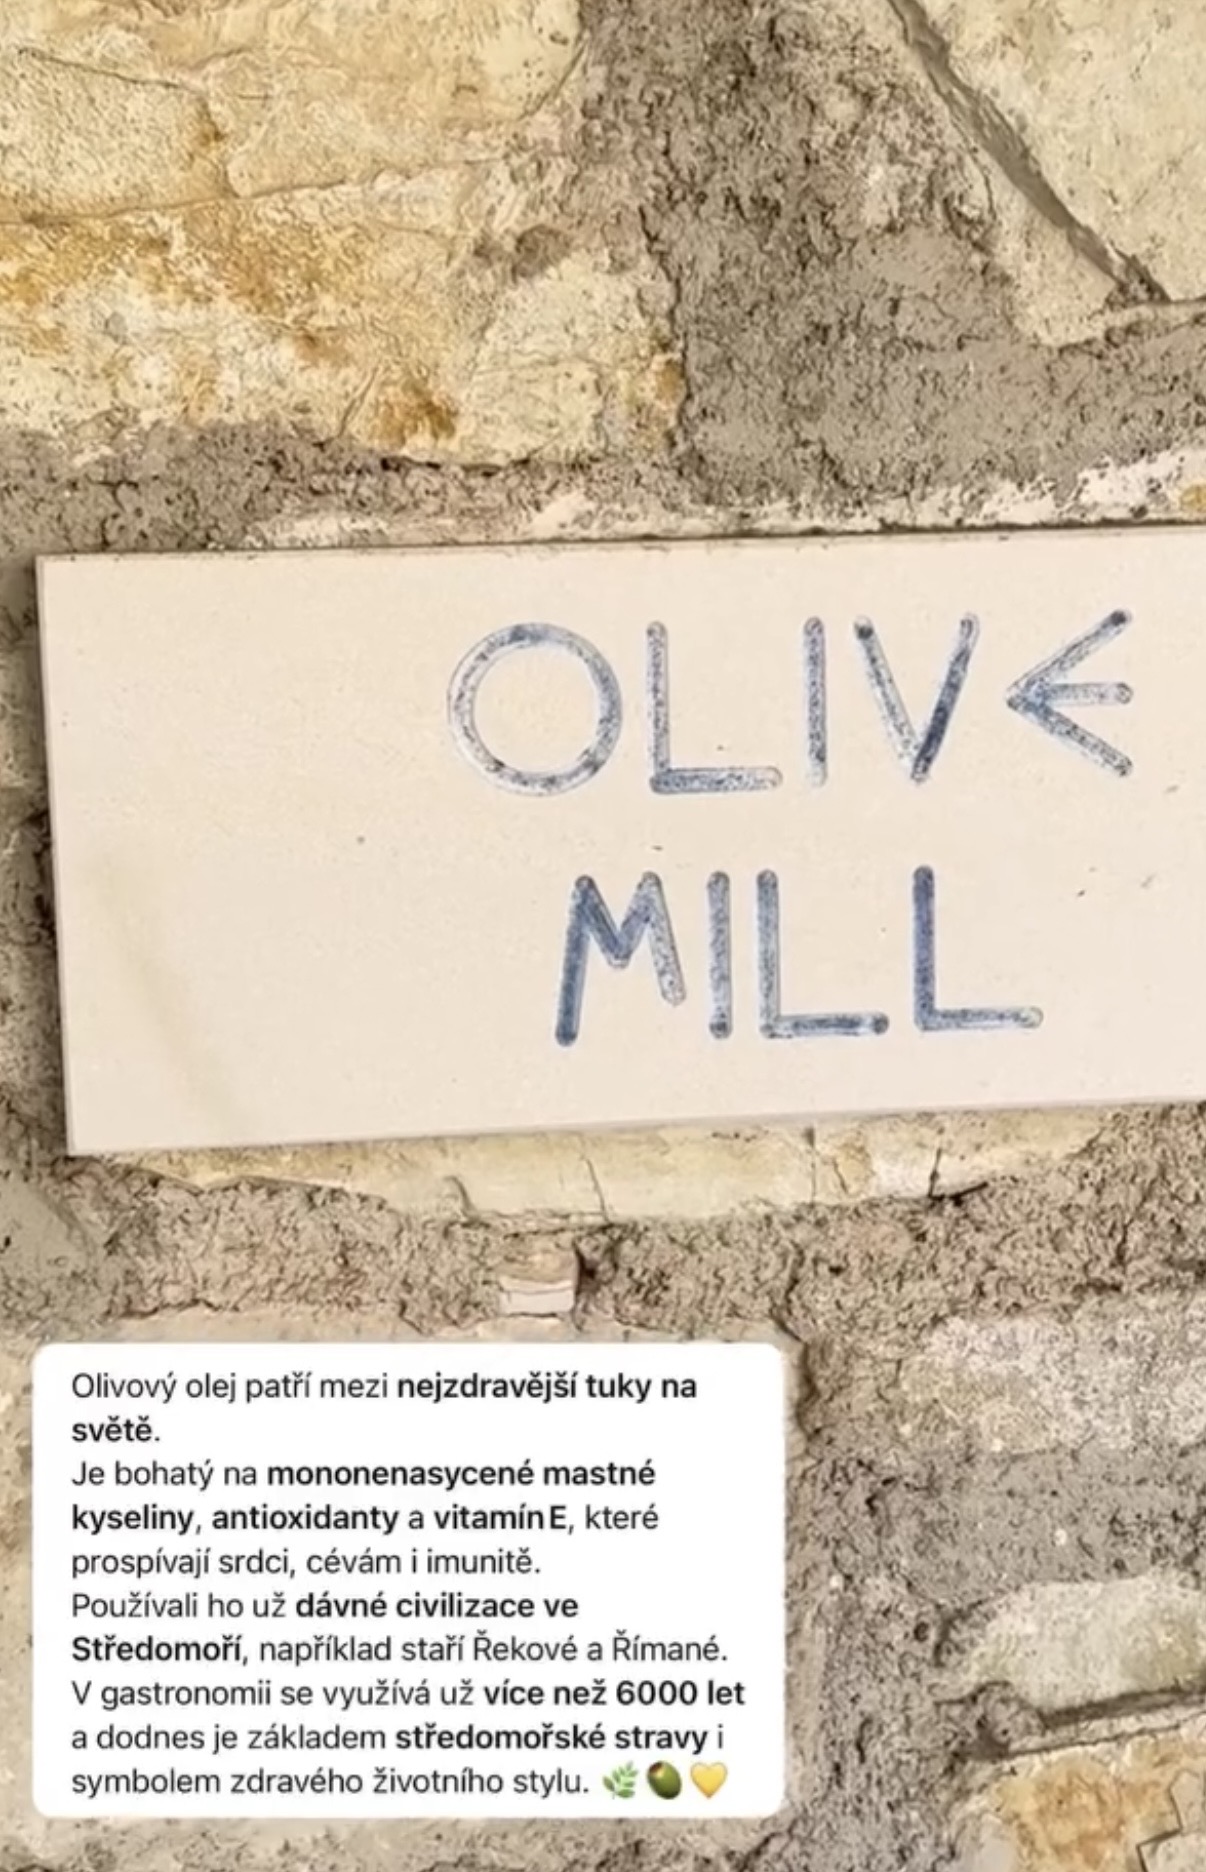 OLIVE
MILL
Olivový olej patří mezi nejzdravější tuky na
světě.
Je bohatý na mononenasycené mastné
kyseliny, antioxidanty a vitamín E, které
prospívají srdci, cévám i imunitě.
Používali ho už dávné civilizace ve
Středomoří, například staří Řekové a Římané.
V gastronomii se využívá už více než 6000 let
a dodnes je základem středomořské stravy i
symbolem zdravého životního stylu. 🌿🫒💛